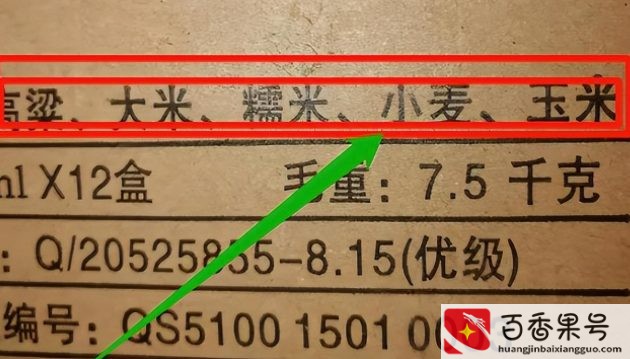 高粱、大米、糯米、小麦、玉米
ml X12盒 毛重：7.5 千克
：Q/20525855-8.15(优级)
编号：QS5100 1501 0
百香果号
huangjinbaixiangguo.com